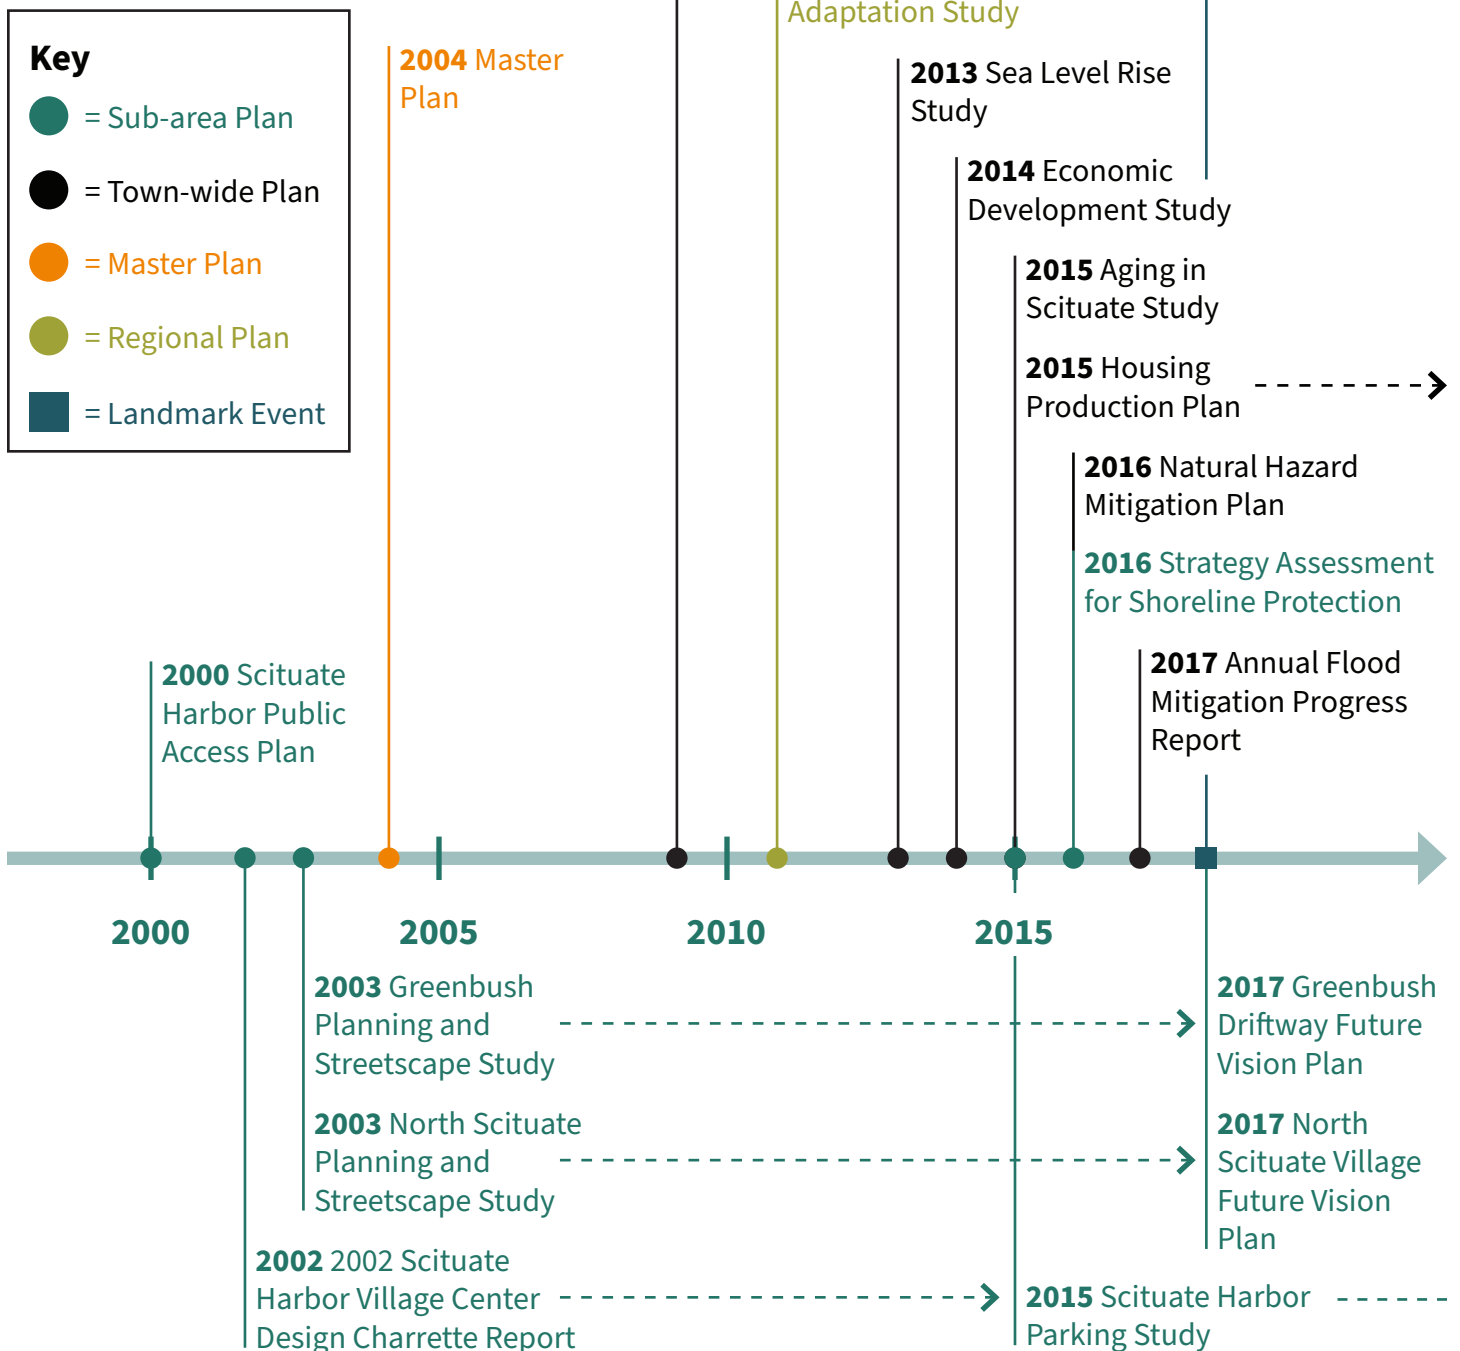 Key
= Sub-area Plan
= Town-wide Plan
= Master Plan
= Regional Plan
= Landmark Event
2004 Master
Plan
Adaptation Study
2013 Sea Level Rise
Study
2014 Economic
Development Study
2015 Aging in
Scituate Study
2015 Housing
Production Plan
2016 Natural Hazard
Mitigation Plan
2016 Strategy Assessment
for Shoreline Protection
2017 Annual Flood
Mitigation Progress
Report
2000 Scituate
Harbor Public
Access Plan
2000
2005
2010
2015
2003 Greenbush
Planning and
Streetscape Study
2017 Greenbush
Driftway Future
Vision Plan
2003 North Scituate
Planning and
Streetscape Study
2017 North
Scituate Village
Future Vision
Plan
2002 2002 Scituate
Harbor Village Center
Design Charrette Report
2015 Scituate Harbor
Parking Study